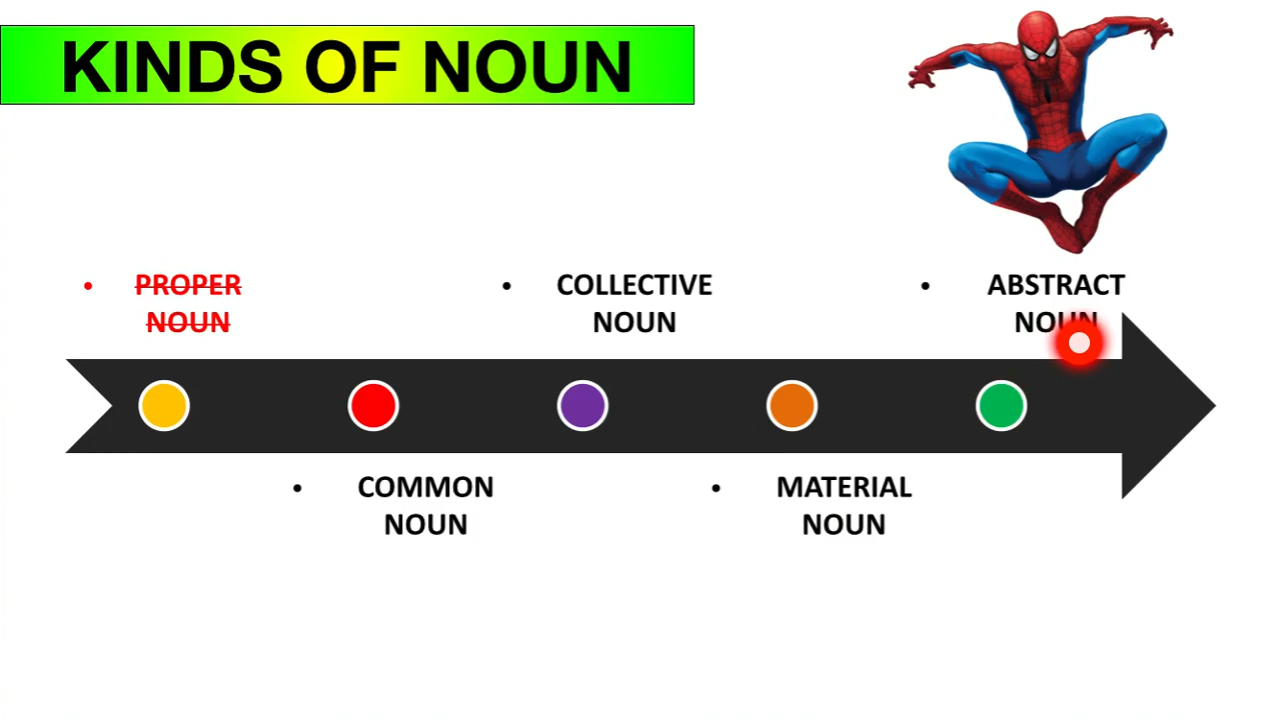 KINDS OF NOUN
• PROPER
NOUN
• COMMON
NOUN
• COLLECTIVE
NOUN
• MATERIAL
NOUN
• ABSTRACT
NOUN